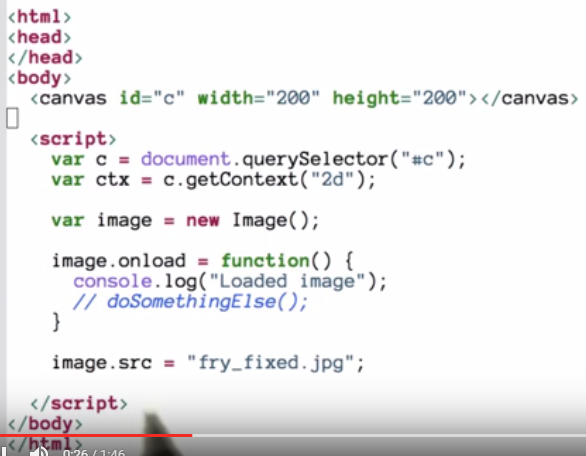 <html>
<head>
</head>
<body>
<canvas id="c" width="200" height="200"></canvas>
<script>
var c = document.querySelector("#c");
var ctx = c.getContext("2d");
var image = new Image();
image.onload = function() {
console.log("Loaded image");
// doSomethingElse();
}
image.src = "fry_fixed.jpg";
</script>
</body>
</html>
0:26 / 1:46